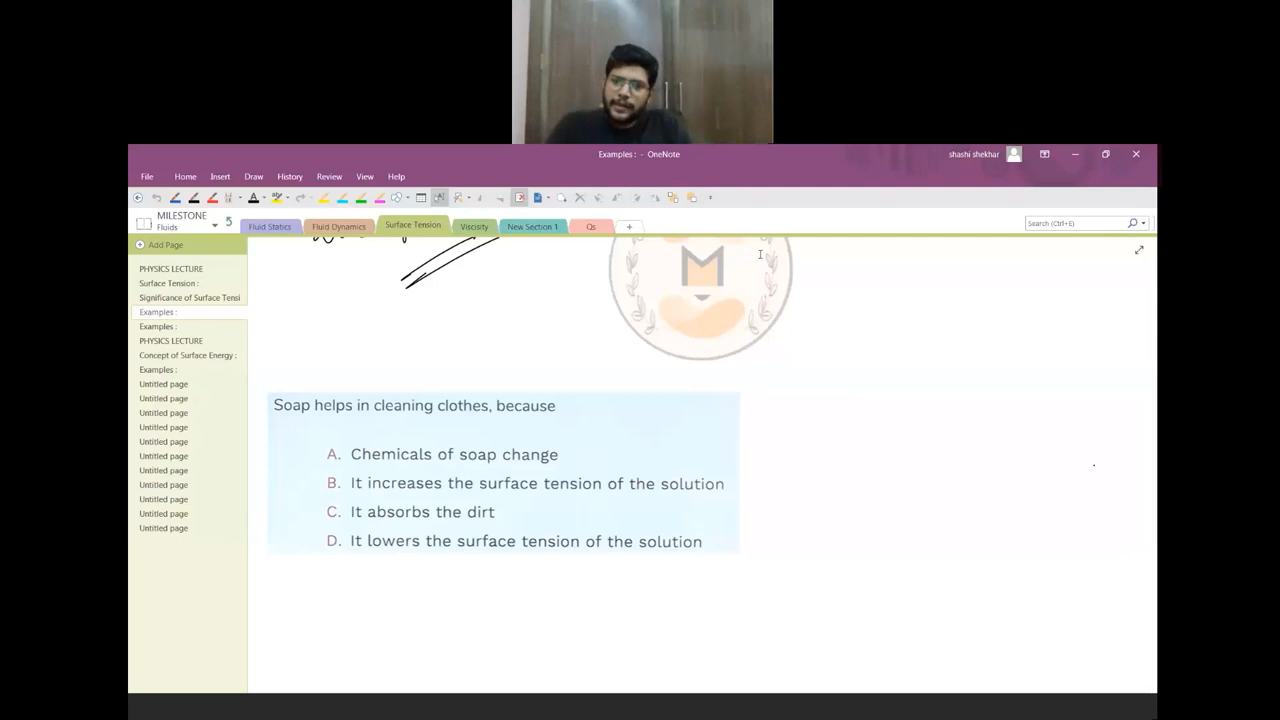 Examples : - OneNote
shashi shekhar
File
Home
Insert
Draw
History
Review
View
Help
MILESTONE
Fluids
Fluid Statics
Fluid Dynamics
Surface Tension
Viscosity
New Section 1
Qs
Search (Ctrl+E)
Add Page
PHYSICS LECTURE
Surface Tension :
Significance of Surface Tensi
Examples :
Examples :
PHYSICS LECTURE
Concept of Surface Energy :
Examples :
Untitled page
Untitled page
Untitled page
Untitled page
Untitled page
Untitled page
Untitled page
Untitled page
Untitled page
Untitled page
Untitled page
M
Soap helps in cleaning clothes, because
A. Chemicals of soap change
B. It increases the surface tension of the solution
C. It absorbs the dirt
D. It lowers the surface tension of the solution